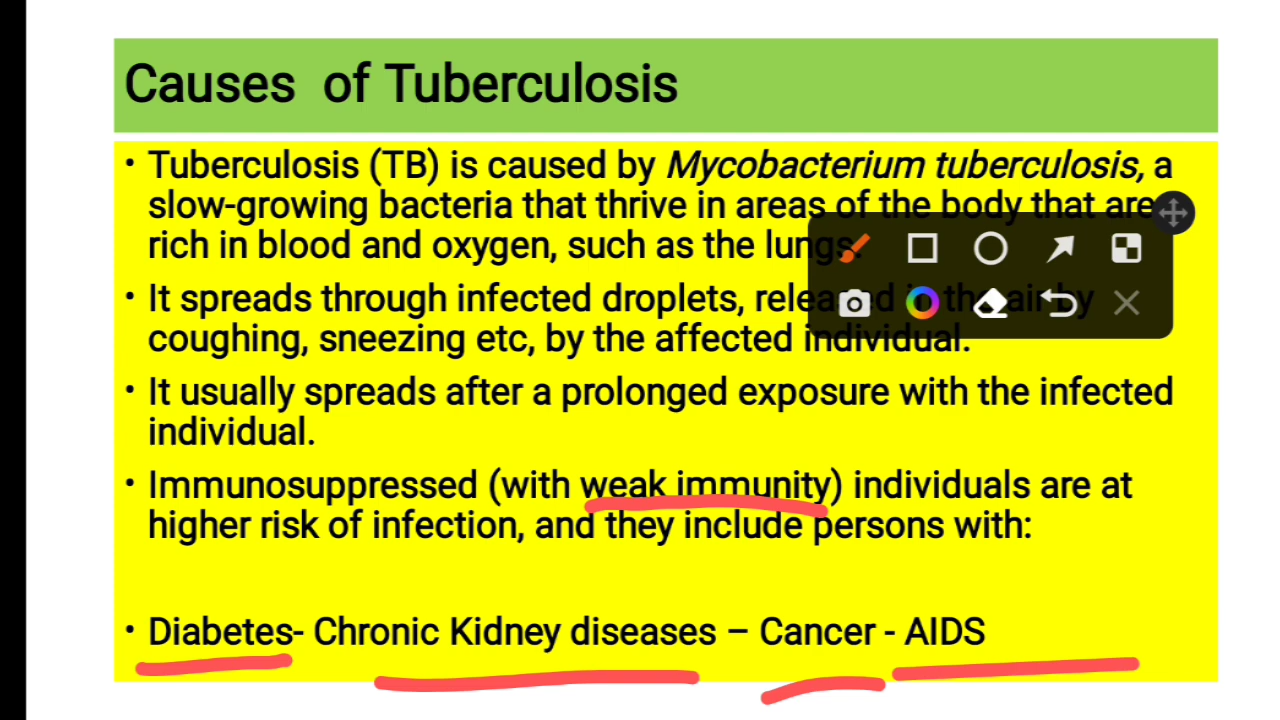 Causes of Tuberculosis
• Tuberculosis (TB) is caused by Mycobacterium tuberculosis, a
slow-growing bacteria that thrive in areas of the body that are
rich in blood and oxygen, such as the lungs.
• It spreads through infected droplets, released in the air by
coughing, sneezing etc, by the affected individual.
• It usually spreads after a prolonged exposure with the infected
individual.
• Immunosuppressed (with weak immunity) individuals are at
higher risk of infection, and they include persons with:
• Diabetes- Chronic Kidney diseases – Cancer - AIDS